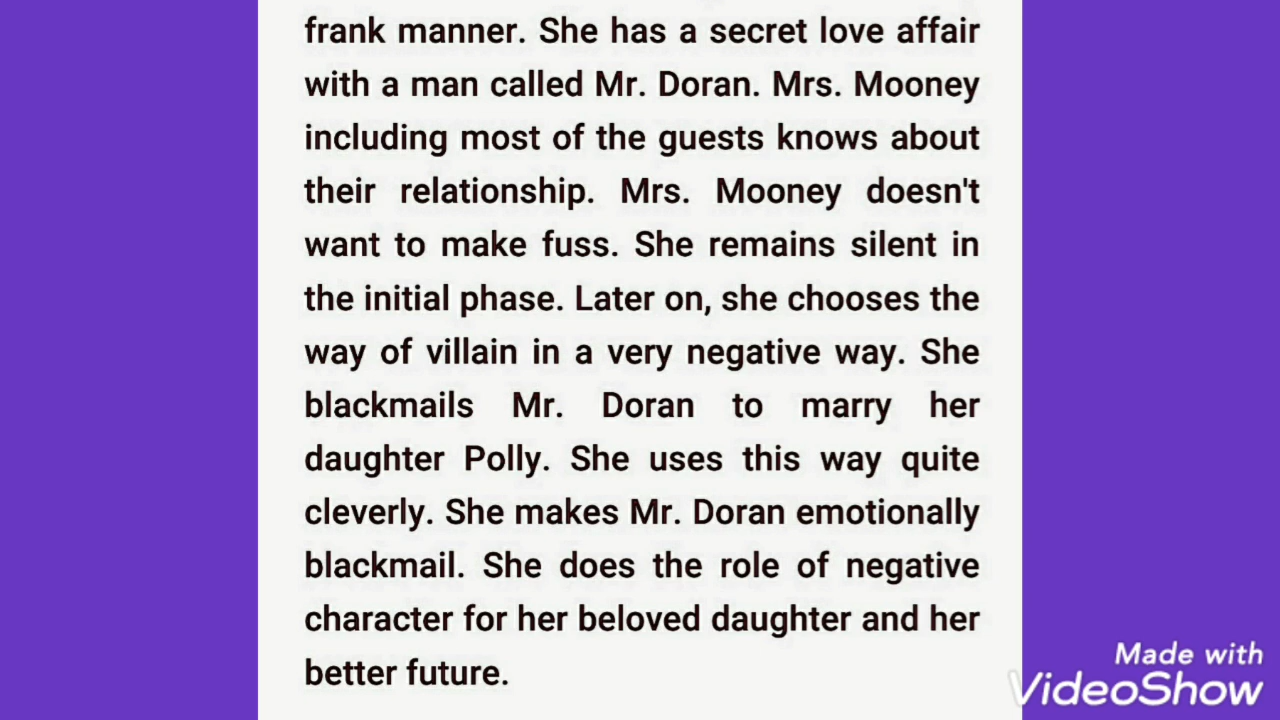 frank manner. She has a secret love affair
with a man called Mr. Doran. Mrs. Mooney
including most of the guests knows about
their relationship. Mrs. Mooney doesn't
want to make fuss. She remains silent in
the initial phase. Later on, she chooses the
way of villain in a very negative way. She
blackmails Mr. Doran to marry her
daughter Polly. She uses this way quite
cleverly. She makes Mr. Doran emotionally
blackmail. She does the role of negative
character for her beloved daughter and her
better future.
Made with
VideoShow